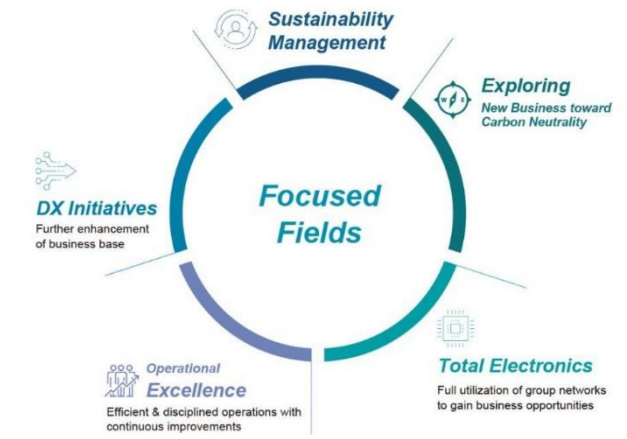 Sustainability
Management
Exploring
New Business toward
Carbon Neutrality
W E
Focused
Fields
DX Initiatives
Further enhancement
of business base
Total Electronics
Full utilization of group networks
to gain business opportunities
Operational
Excellence
Efficient & disciplined operations with
continuous improvements